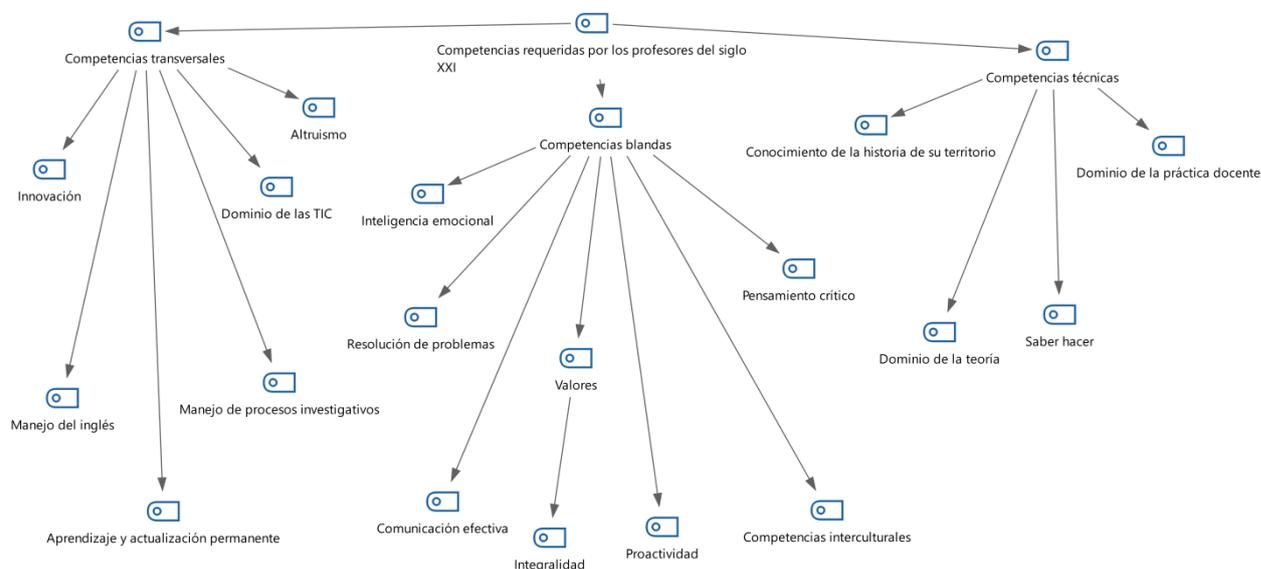 Competencias requeridas por los profesores del siglo
XXI
Competencias transversales
Altruismo
Innovación
Dominio de las TIC
Manejo de procesos investigativos
Manejo del inglés
Aprendizaje y actualización permanente
Competencias blandas
Inteligencia emocional
Pensamiento crítico
Resolución de problemas
Valores
Comunicación efectiva
Integralidad
Proactividad
Competencias interculturales
Competencias técnicas
Conocimiento de la historia de su territorio
Dominio de la práctica docente
Dominio de la teoría
Saber hacer